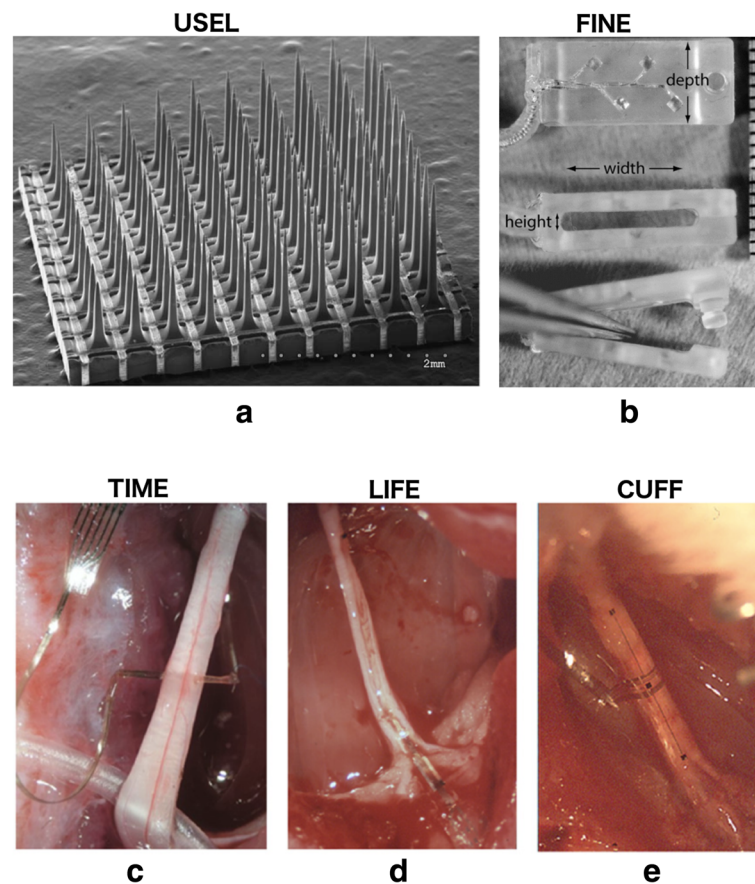 USEL
FINE
depth
width
height
2mm
a
b
TIME
LIFE
CUFF
c
d
e